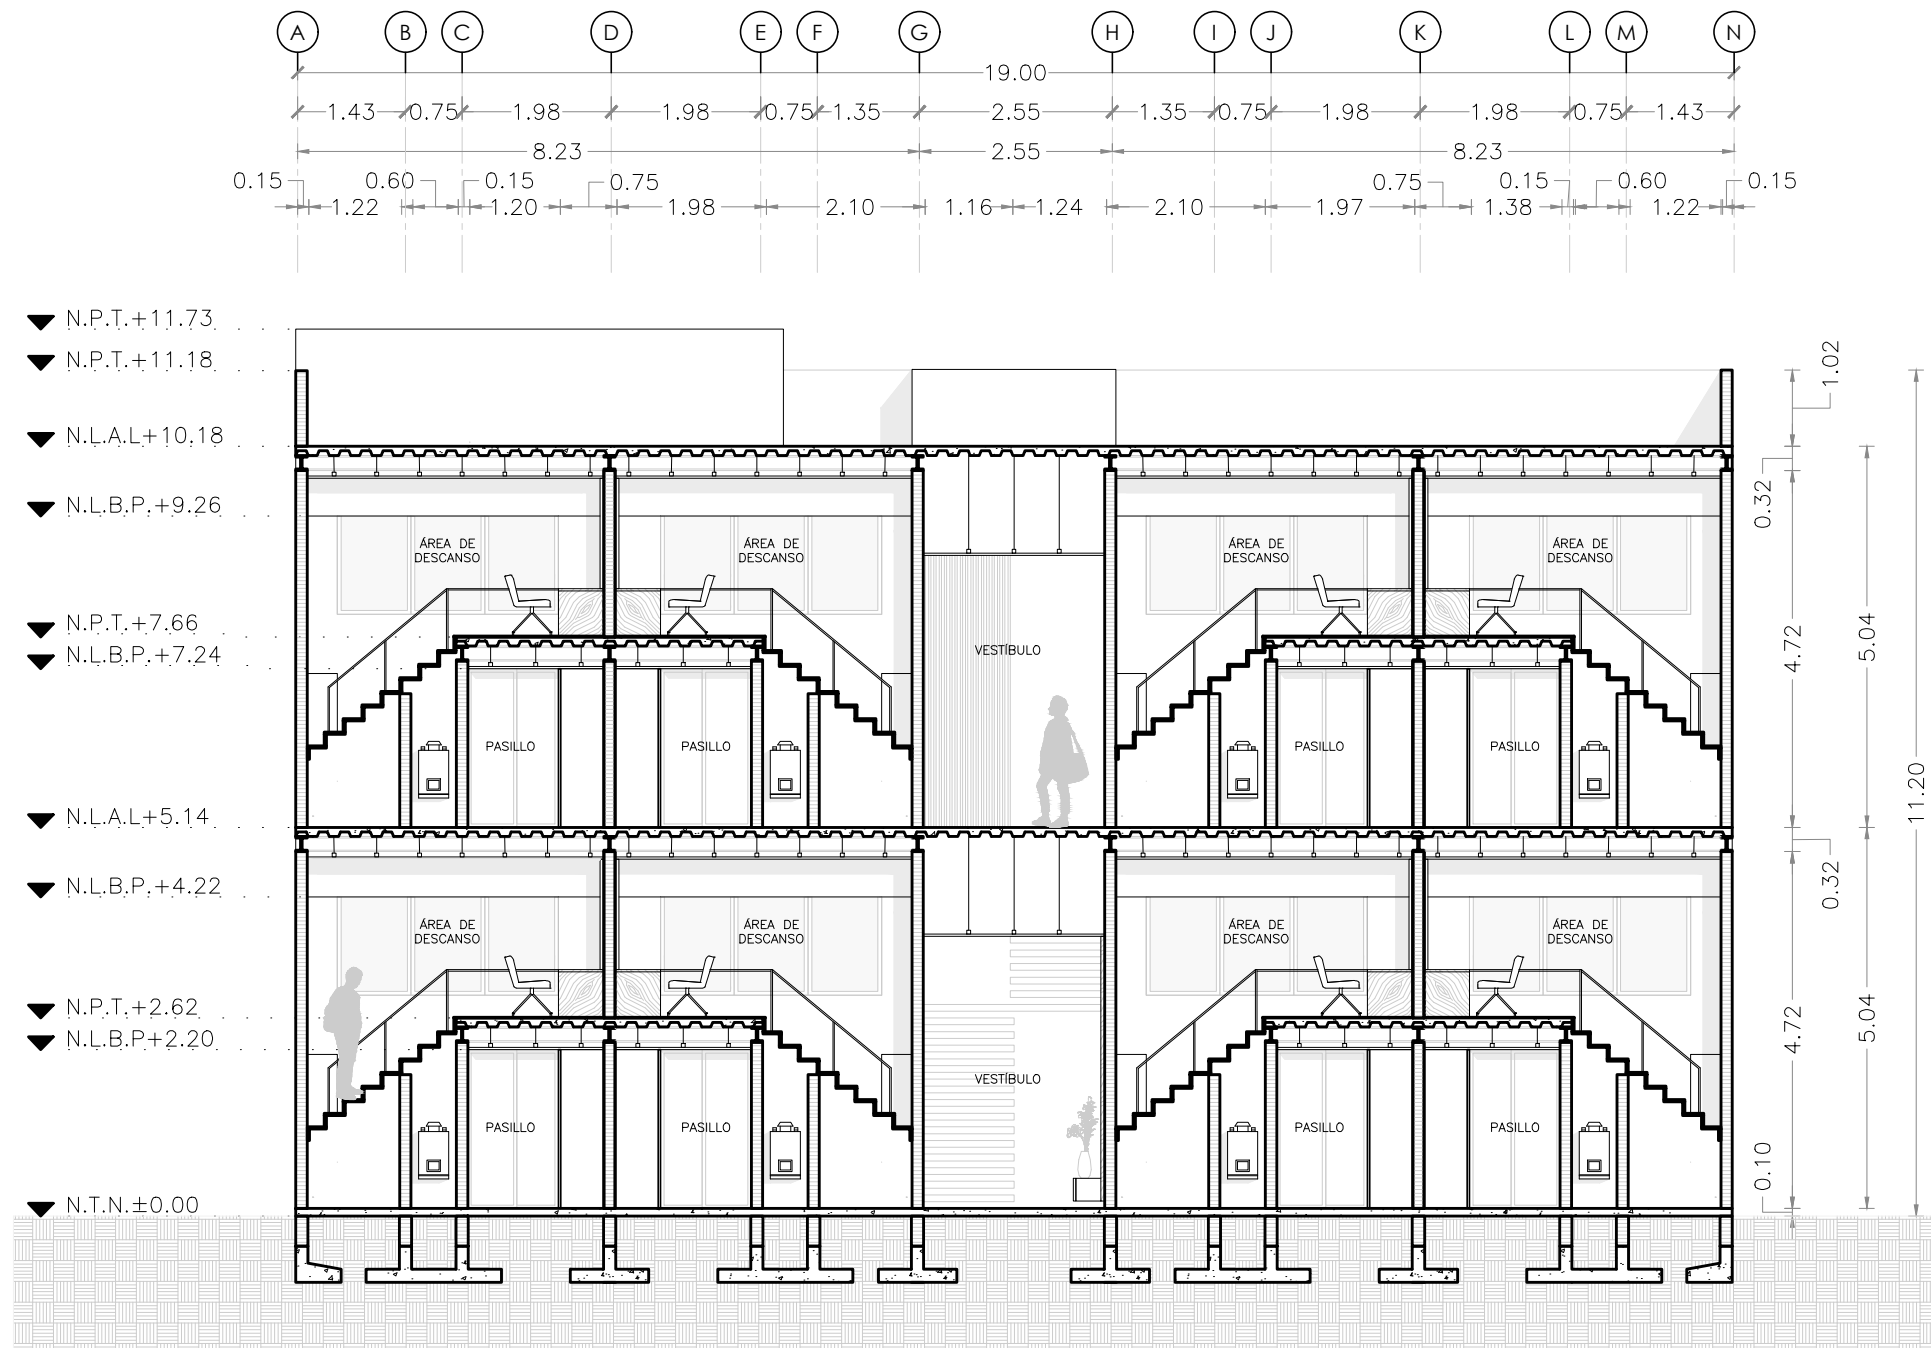 A B C D E F G H I J K L M N
19.00
1.43 0.75 1.98 1.98 0.75 1.35 2.55 1.35 0.75 1.98 1.98 0.75 1.43
8.23 2.55 8.23
0.15 0.60 0.15 0.75 0.75 0.15 0.60 0.15
1.22 1.20 1.98 2.10 1.16 1.24 2.10 1.97 1.38 1.22
N.P.T.+11.73
N.P.T.+11.18
1.02
N.L.A.L+10.18
N.L.B.P.+9.26
0.32
ÁREA DE
DESCANSO
ÁREA DE
DESCANSO
ÁREA DE
DESCANSO
ÁREA DE
DESCANSO
N.P.T.+7.66
N.L.B.P.+7.24
VESTÍBULO
4.72
5.04
PASILLO PASILLO PASILLO PASILLO
11.20
N.L.A.L+5.14
N.L.B.P.+4.22
0.32
ÁREA DE
DESCANSO
ÁREA DE
DESCANSO
ÁREA DE
DESCANSO
ÁREA DE
DESCANSO
N.P.T.+2.62
N.L.B.P+2.20
4.72
5.04
VESTÍBULO
PASILLO PASILLO PASILLO PASILLO
0.10
N.T.N.±0.00